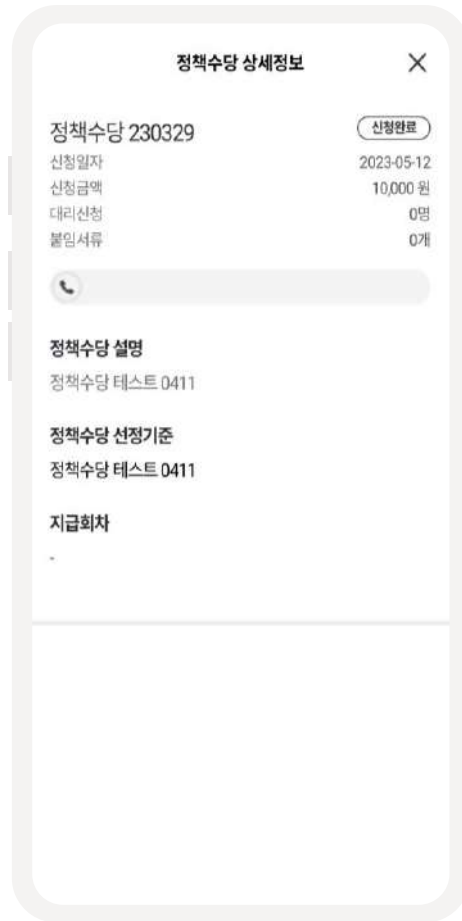 정책수당 상세정보
정책수당 230329 신청완료
신청일자 2023-05-12
신청금액 10,000 원
대리신청 0명
붙임서류 0개
정책수당 설명
정책수당 테스트 0411
정책수당 선정기준
정책수당 테스트 0411
지급회차
-